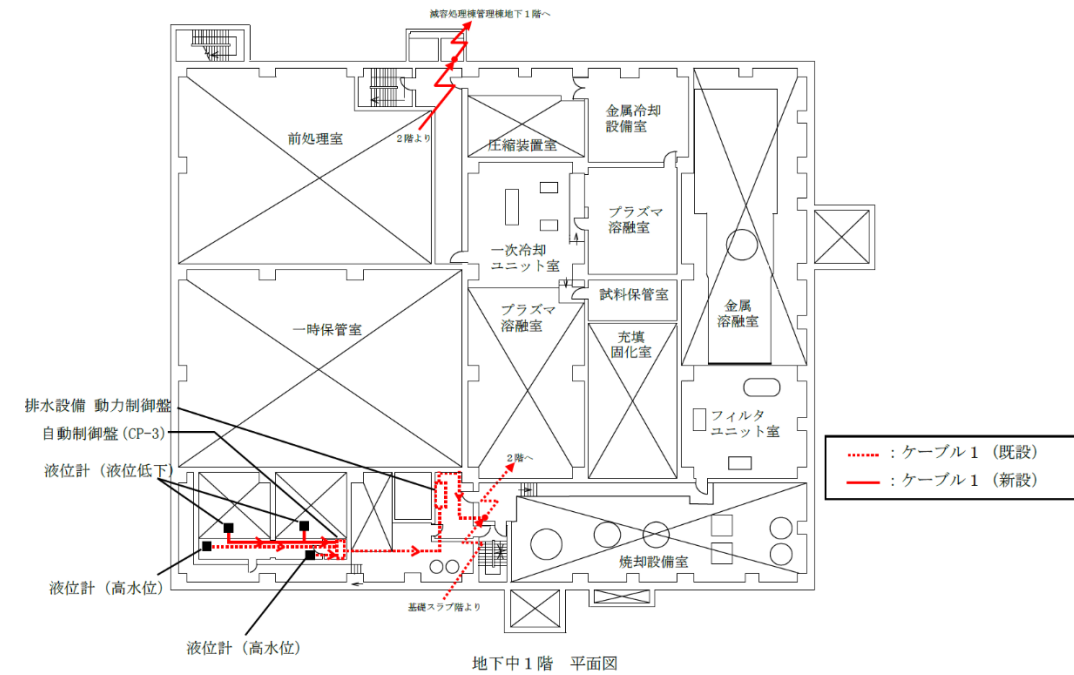 減容処理棟管理棟地下1階へ
2階より
前処理室
圧縮装置室
金属冷却
設備室
プラズマ
溶融室
一次冷却
ユニット室
試料保管室
一時保管室
プラズマ
溶融室
充填
固化室
金属
溶融室
排水設備 動力制御盤
自動制御盤(CP-3)
液位計（液位低下）
フィルタ
ユニット室
：ケーブル１（既設）
：ケーブル１（新設）
2階へ
焼却設備室
液位計（高水位）
基礎スラブ階より
液位計（高水位）
地下中１階　平面図